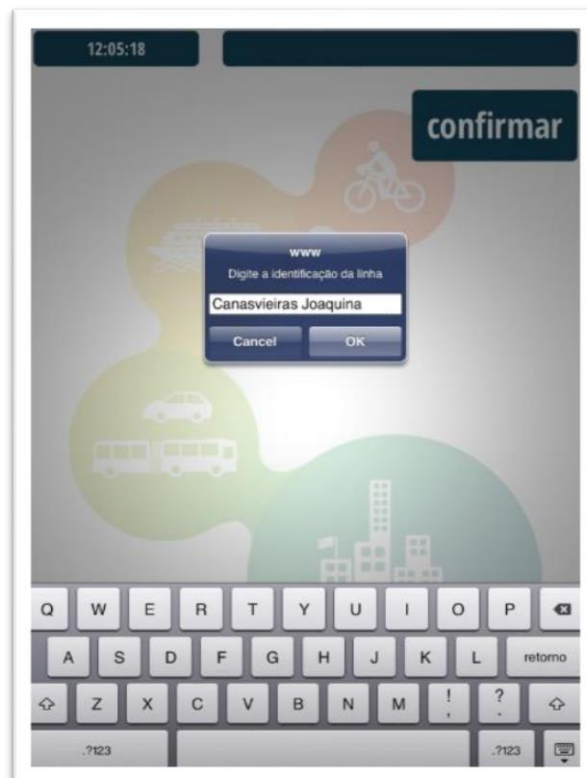 12:05:18
confirmar
www
Digite a identificação da linha
Canasvieiras Joaquina
Cancel OK
Q W E R T Y U I O P
A S D F G H J K L retorno
Z X C V B N M ! , ? .
.?123 .?123